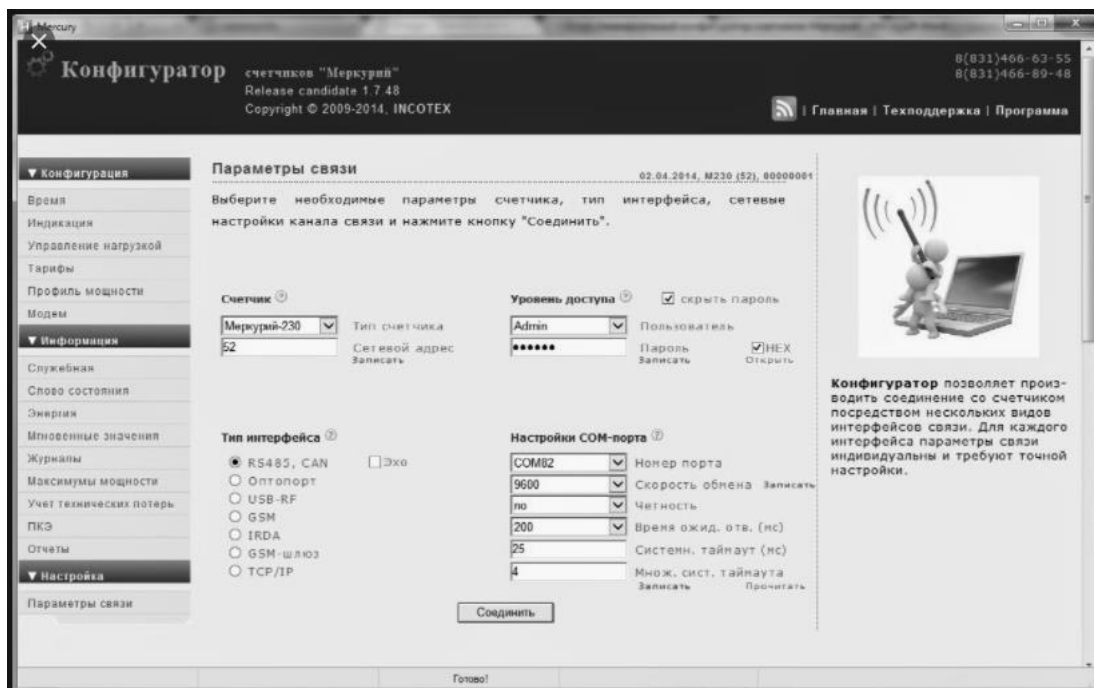 Mercury
Конфигуратор
счетчиков "Меркурий"
Release candidate 1.7.48
Copyright © 2009-2014, INCOTEX
8(831)466-63-55
8(831)466-89-48
| Главная | Техподдержка | Программа
▼ Конфигурация
Время
Индикация
Управление нагрузкой
Тарифы
Профиль мощности
Модем
▼ Информация
Служебная
Слово состояния
Энергия
Мгновенные значения
Журналы
Максимумы мощности
Учет технических потерь
ПКЭ
Отчеты
▼ Настройка
Параметры связи
Параметры связи
02.04.2014, М230 (52), 00000001
Выберите необходимые параметры счетчика, тип интерфейса, сетевые
настройки канала связи и нажмите кнопку "Соединить".
Счетчик ?
Меркурий-230 Тип счетчика
52 Сетевой адрес
Записать
Уровень доступа ? скрыть пароль
Admin Пользователь
•••••• Пароль HEX
Записать Открыть
Тип интерфейса ?
RS485, CAN Эхо
Оптопорт
USB-RF
GSM
IRDA
GSM-шлюз
TCP/IP
Настройки COM-порта ?
COM82 Номер порта
9600 Скорость обмена Записать
no Четность
200 Время ожид. отв. (мс)
25 Системн. таймаут (мс)
4 Множ. сист. таймаута
Записать Прочитать
Соединить
Конфигуратор позволяет произ-
водить соединение со счетчиком
посредством нескольких видов
интерфейсов связи. Для каждого
интерфейса параметры связи
индивидуальны и требуют точной
настройки.
Готово!